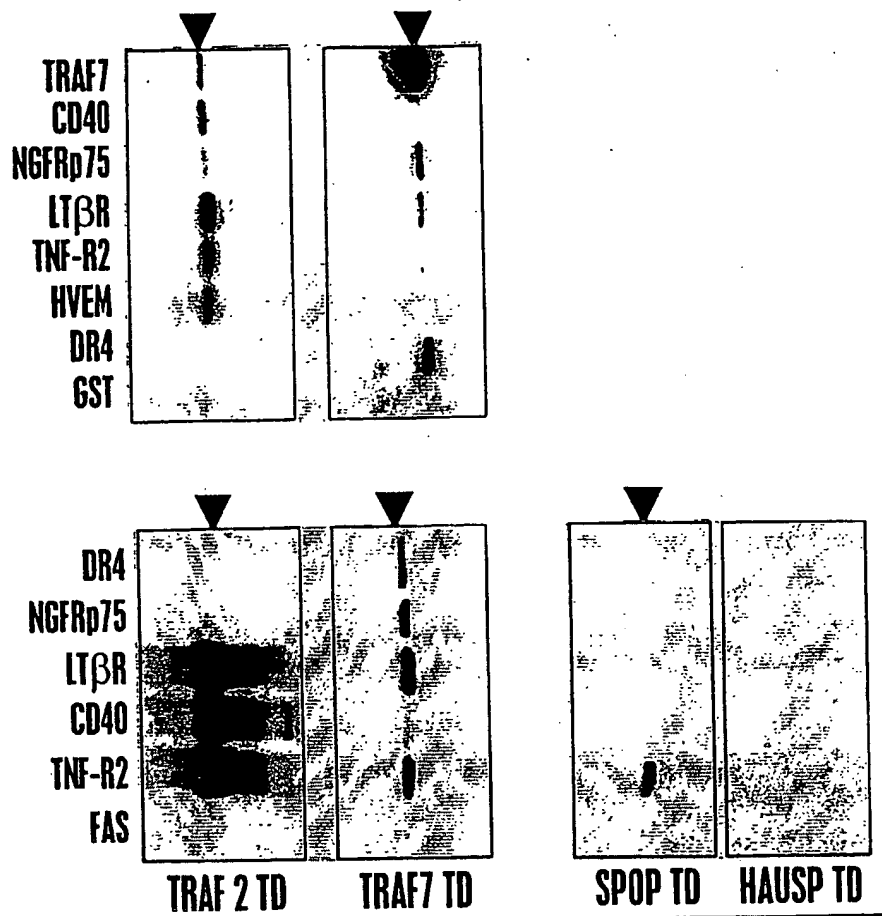 TRAF7
CD40
NGFRp75
LTβR
TNF-R2
HVEM
DR4
GST
DR4
NGFRp75
LTβR
CD40
TNF-R2
FAS
TRAF 2 TD TRAF7 TD SPOP TD HAUSP TD